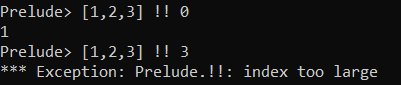 Prelude> [1,2,3] !! 0
1
Prelude> [1,2,3] !! 3
*** Exception: Prelude.!!: index too large